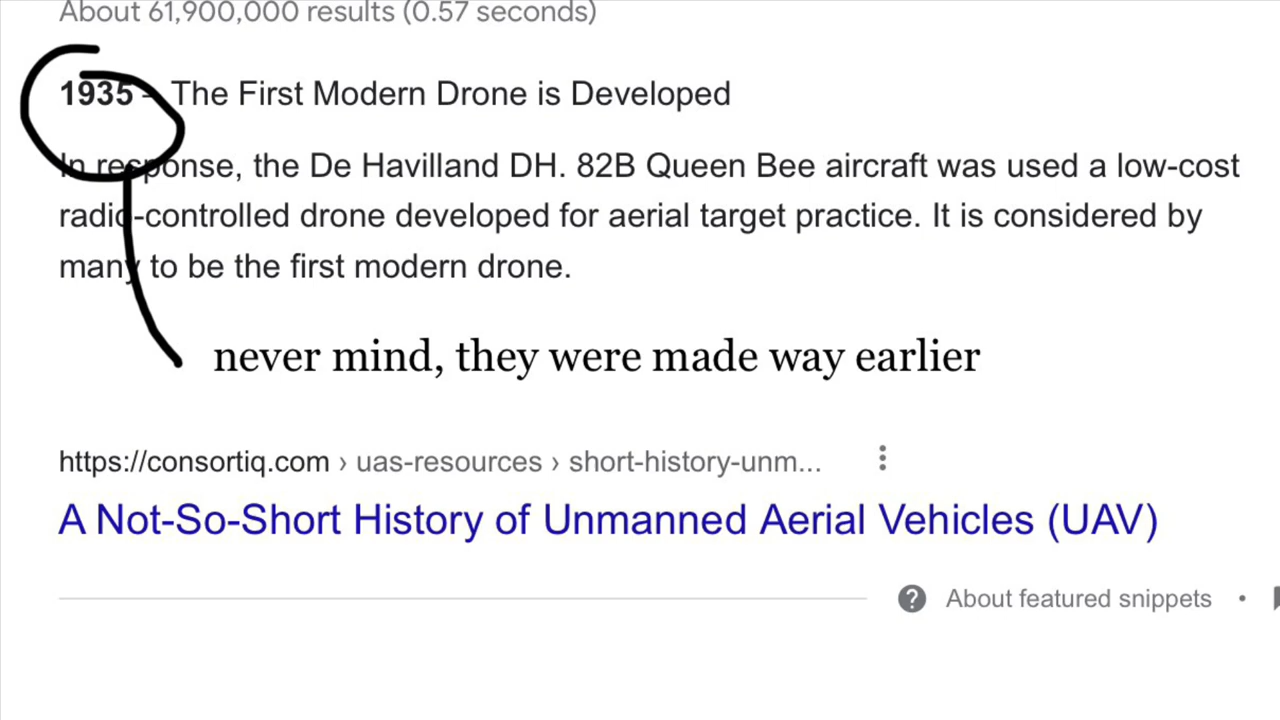 About 61,900,000 results (0.57 seconds)
1935 - The First Modern Drone is Developed
In response, the De Havilland DH. 82B Queen Bee aircraft was used a low-cost
radio-controlled drone developed for aerial target practice. It is considered by
many to be the first modern drone.
never mind, they were made way earlier
https://consortiq.com › uas-resources › short-history-unm...
A Not-So-Short History of Unmanned Aerial Vehicles (UAV)
About featured snippets •